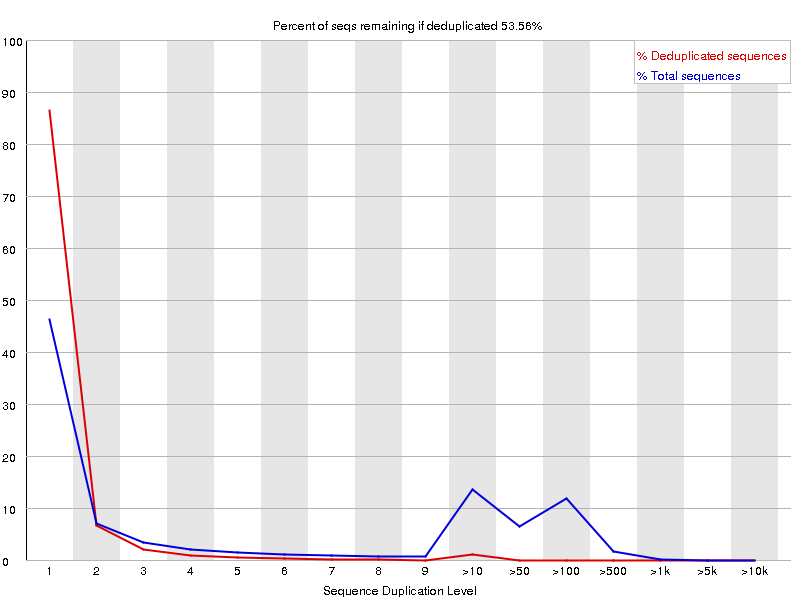 Percent of seqs remaining if deduplicated 53.56%
% Deduplicated sequences
% Total sequences
100
90
80
70
60
50
40
30
20
10
0
1 2 3 4 5 6 7 8 9 >10 >50 >100 >500 >1k >5k >10k
Sequence Duplication Level